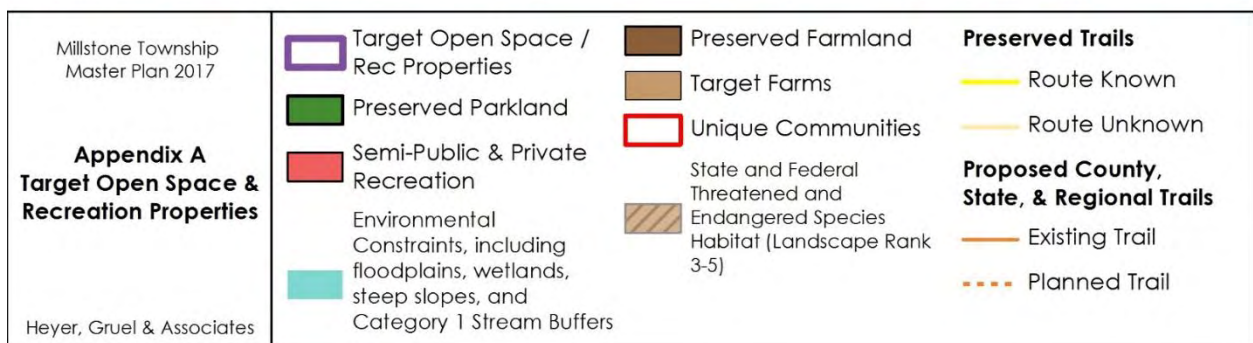 Millstone Township
Master Plan 2017
Appendix A
Target Open Space &
Recreation Properties
Heyer, Gruel & Associates
Target Open Space /
Rec Properties
Preserved Parkland
Semi-Public & Private
Recreation
Environmental
Constraints, including
floodplains, wetlands,
steep slopes, and
Category 1 Stream Buffers
Preserved Farmland
Target Farms
Unique Communities
State and Federal
Threatened and
Endangered Species
Habitat (Landscape Rank
3-5)
Preserved Trails
Route Known
Route Unknown
Proposed County,
State, & Regional Trails
Existing Trail
Planned Trail